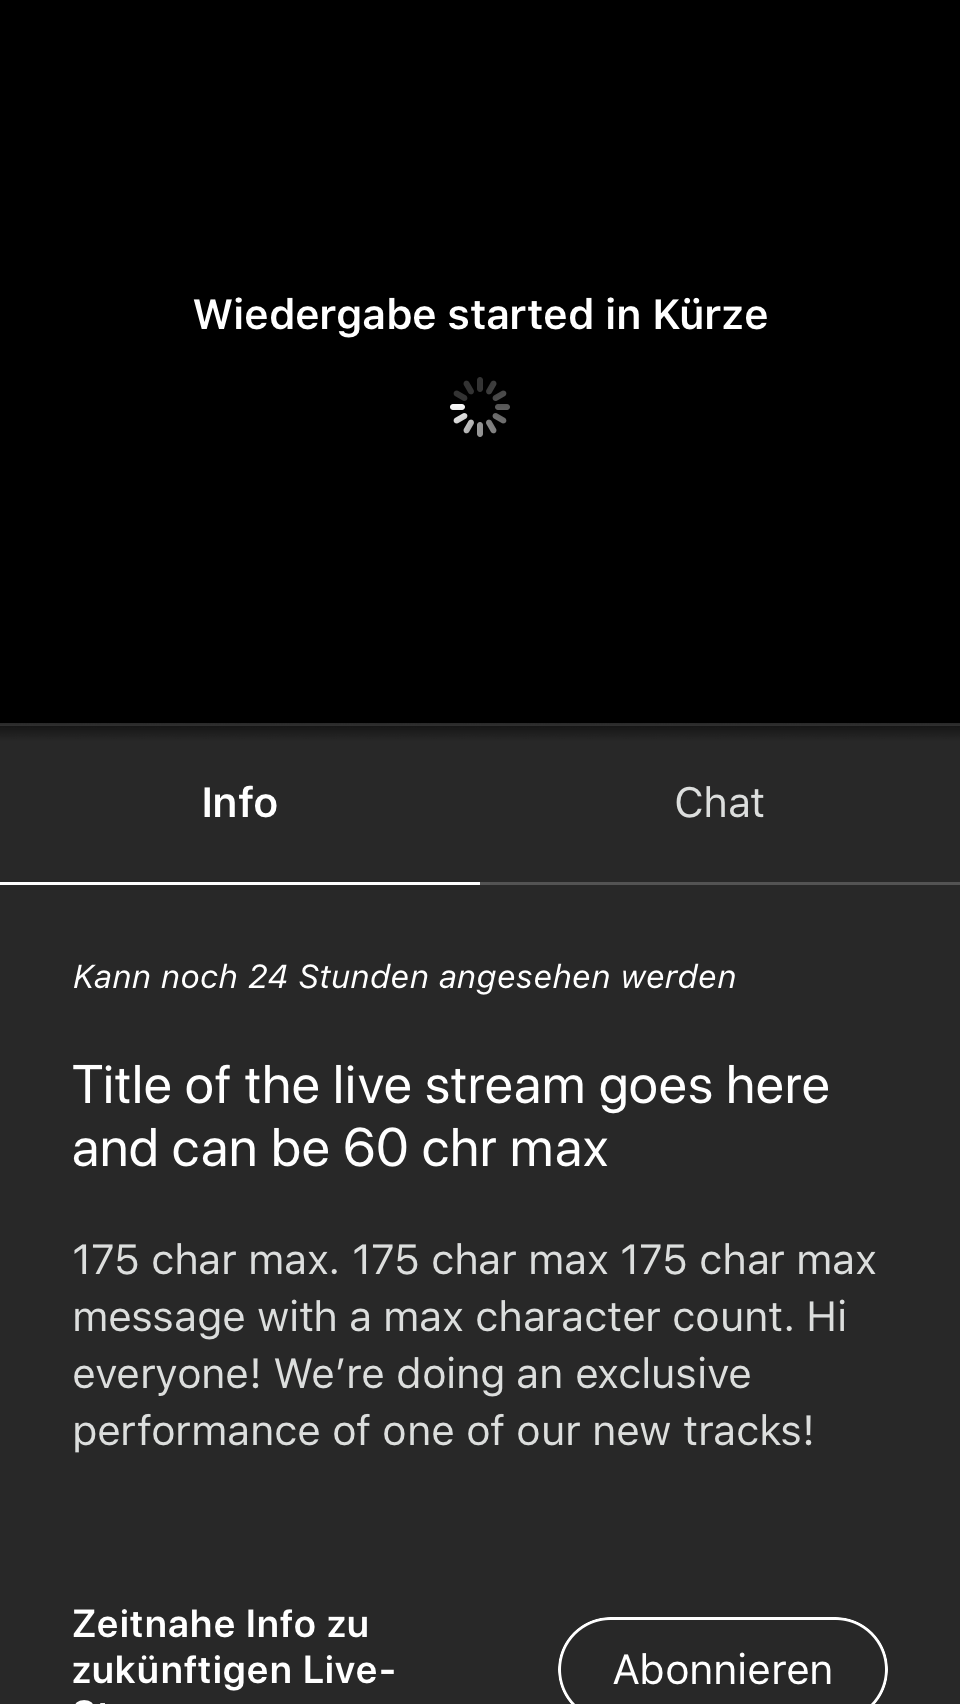 Wiedergabe started in Kürze
Info
Chat
Kann noch 24 Stunden angesehen werden
Title of the live stream goes here
and can be 60 chr max
175 char max. 175 char max 175 char max
message with a max character count. Hi
everyone! We’re doing an exclusive
performance of one of our new tracks!
Zeitnahe Info zu
zukünftigen Live-
Abonnieren